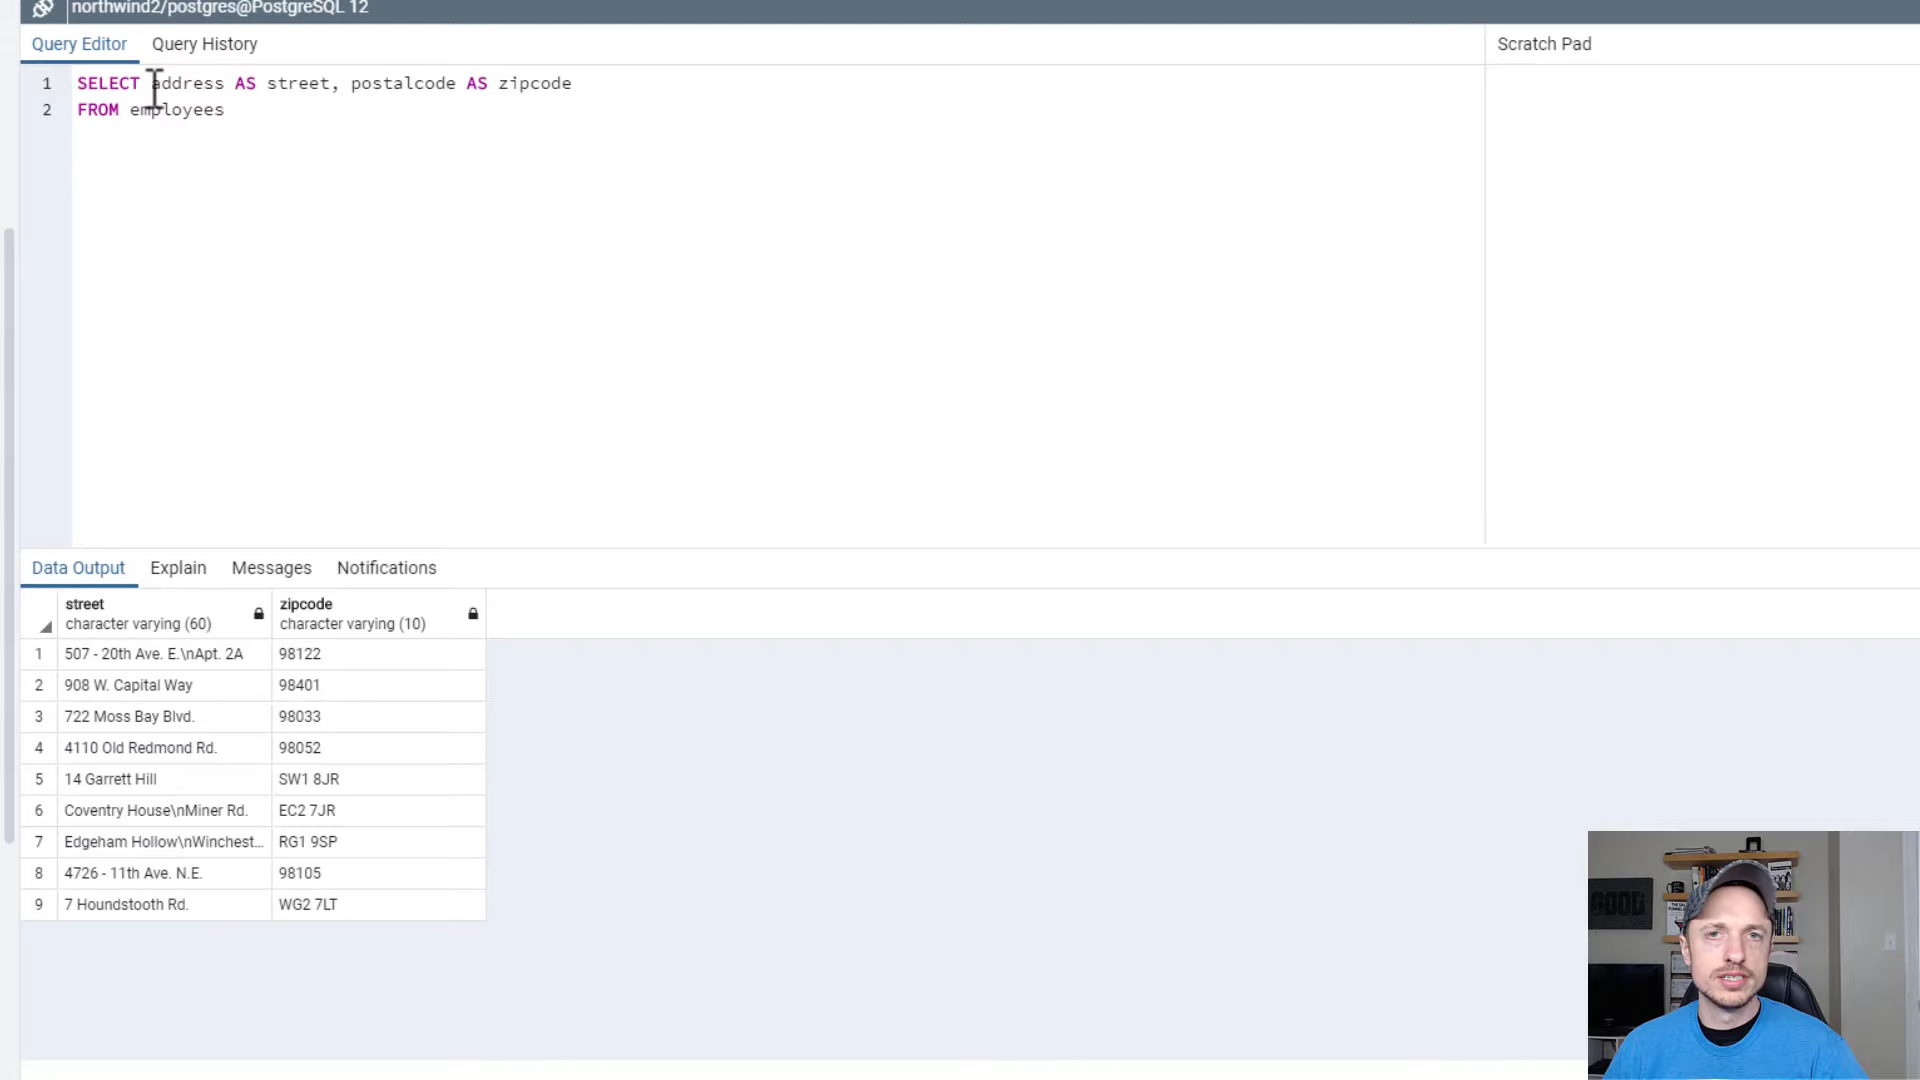 northwind2/postgres@PostgreSQL 12
Query Editor Query History Scratch Pad
1 SELECT address AS street, postalcode AS zipcode
2 FROM employees
Data Output Explain Messages Notifications
street zipcode
character varying (60) character varying (10)
1 507 - 20th Ave. E.\nApt. 2A 98122
2 908 W. Capital Way 98401
3 722 Moss Bay Blvd. 98033
4 4110 Old Redmond Rd. 98052
5 14 Garrett Hill SW1 8JR
6 Coventry House\nMiner Rd. EC2 7JR
7 Edgeham Hollow\nWinchest... RG1 9SP
8 4726 - 11th Ave. N.E. 98105
9 7 Houndstooth Rd. WG2 7LT
GOOD